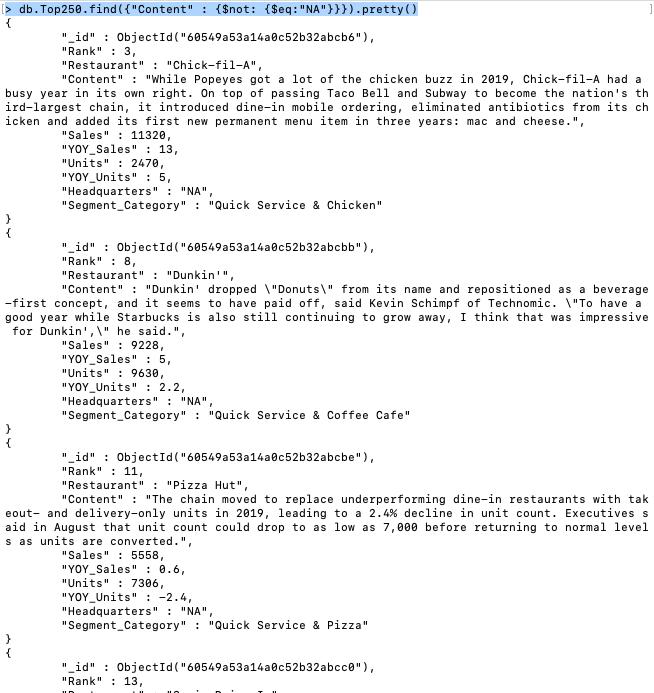 [> db.Top250.find({"Content" : {$not: {$eq:"NA"}}}).pretty() ]
{
        "_id" : ObjectId("60549a53a14a0c52b32abcb6"),
        "Rank" : 3,
        "Restaurant" : "Chick-fil-A",
        "Content" : "While Popeyes got a lot of the chicken buzz in 2019, Chick-fil-A had a
busy year in its own right. On top of passing Taco Bell and Subway to become the nation's th
ird-largest chain, it introduced dine-in mobile ordering, eliminated antibiotics from its ch
icken and added its first new permanent menu item in three years: mac and cheese.",
        "Sales" : 11320,
        "YOY_Sales" : 13,
        "Units" : 2470,
        "YOY_Units" : 5,
        "Headquarters" : "NA",
        "Segment_Category" : "Quick Service & Chicken"
}
{
        "_id" : ObjectId("60549a53a14a0c52b32abcbb"),
        "Rank" : 8,
        "Restaurant" : "Dunkin'",
        "Content" : "Dunkin' dropped \"Donuts\" from its name and repositioned as a beverage
-first concept, and it seems to have paid off, said Kevin Schimpf of Technomic. \"To have a
good year while Starbucks is also still continuing to grow away, I think that was impressive
 for Dunkin',\" he said.",
        "Sales" : 9228,
        "YOY_Sales" : 5,
        "Units" : 9630,
        "YOY_Units" : 2.2,
        "Headquarters" : "NA",
        "Segment_Category" : "Quick Service & Coffee Cafe"
}
{
        "_id" : ObjectId("60549a53a14a0c52b32abcbe"),
        "Rank" : 11,
        "Restaurant" : "Pizza Hut",
        "Content" : "The chain moved to replace underperforming dine-in restaurants with tak
eout- and delivery-only units in 2019, leading to a 2.4% decline in unit count. Executives s
aid in August that unit count could drop to as low as 7,000 before returning to normal level
s as units are converted.",
        "Sales" : 5558,
        "YOY_Sales" : 0.6,
        "Units" : 7306,
        "YOY_Units" : -2.4,
        "Headquarters" : "NA",
        "Segment_Category" : "Quick Service & Pizza"
}
{
        "_id" : ObjectId("60549a53a14a0c52b32abcc0"),
        "Rank" : 13,